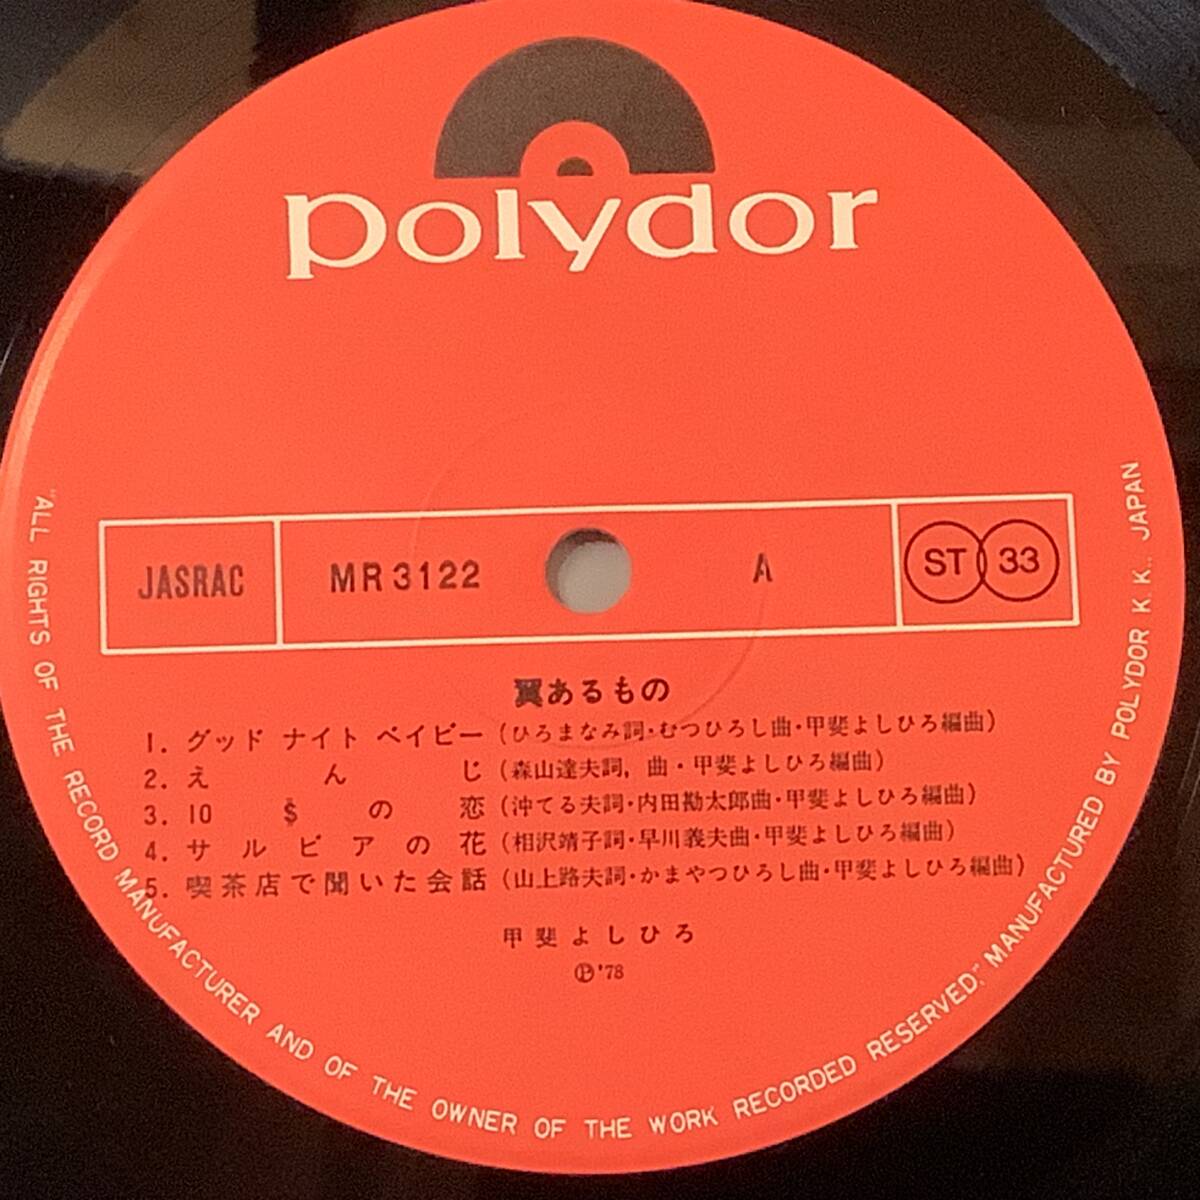 polydor
JASRAC MR 3122 A ST 33
翼あるもの
1. グッド ナイト ベイビー (ひろまなみ詞・むつひろし曲・甲斐よしひろ編曲)
2. えんじ (森山達夫詞, 曲・甲斐よしひろ編曲)
3. 10 $ の恋 (沖てる夫詞・内田勘太郎曲・甲斐よしひろ編曲)
4. サルビアの花 (相沢靖子詞・早川義夫曲・甲斐よしひろ編曲)
5. 喫茶店で聞いた会話 (山上路夫詞・かまやつひろし曲・甲斐よしひろ編曲)
甲斐よしひろ
Ⓟ'78
"ALL RIGHTS OF THE RECORD MANUFACTURER AND OF THE OWNER OF THE WORK RECORDED RESERVED." MANUFACTURED BY POLYDOR K. K., JAPAN